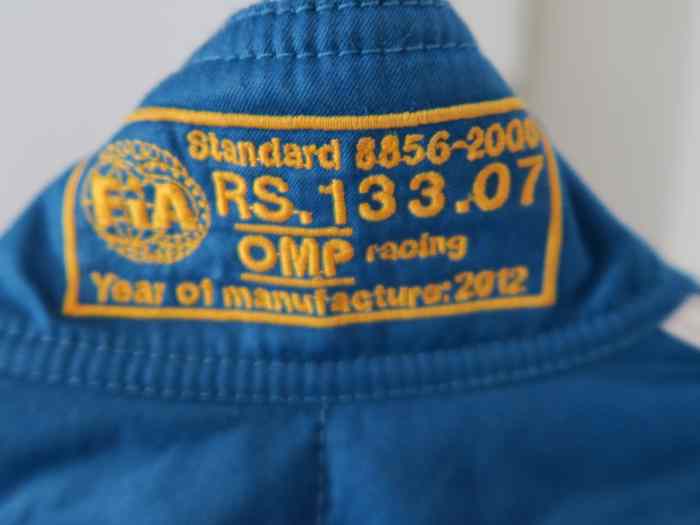 Standard 8856-2000
FiA
RS.133.07
OMP racing
Year of manufacture: 2012